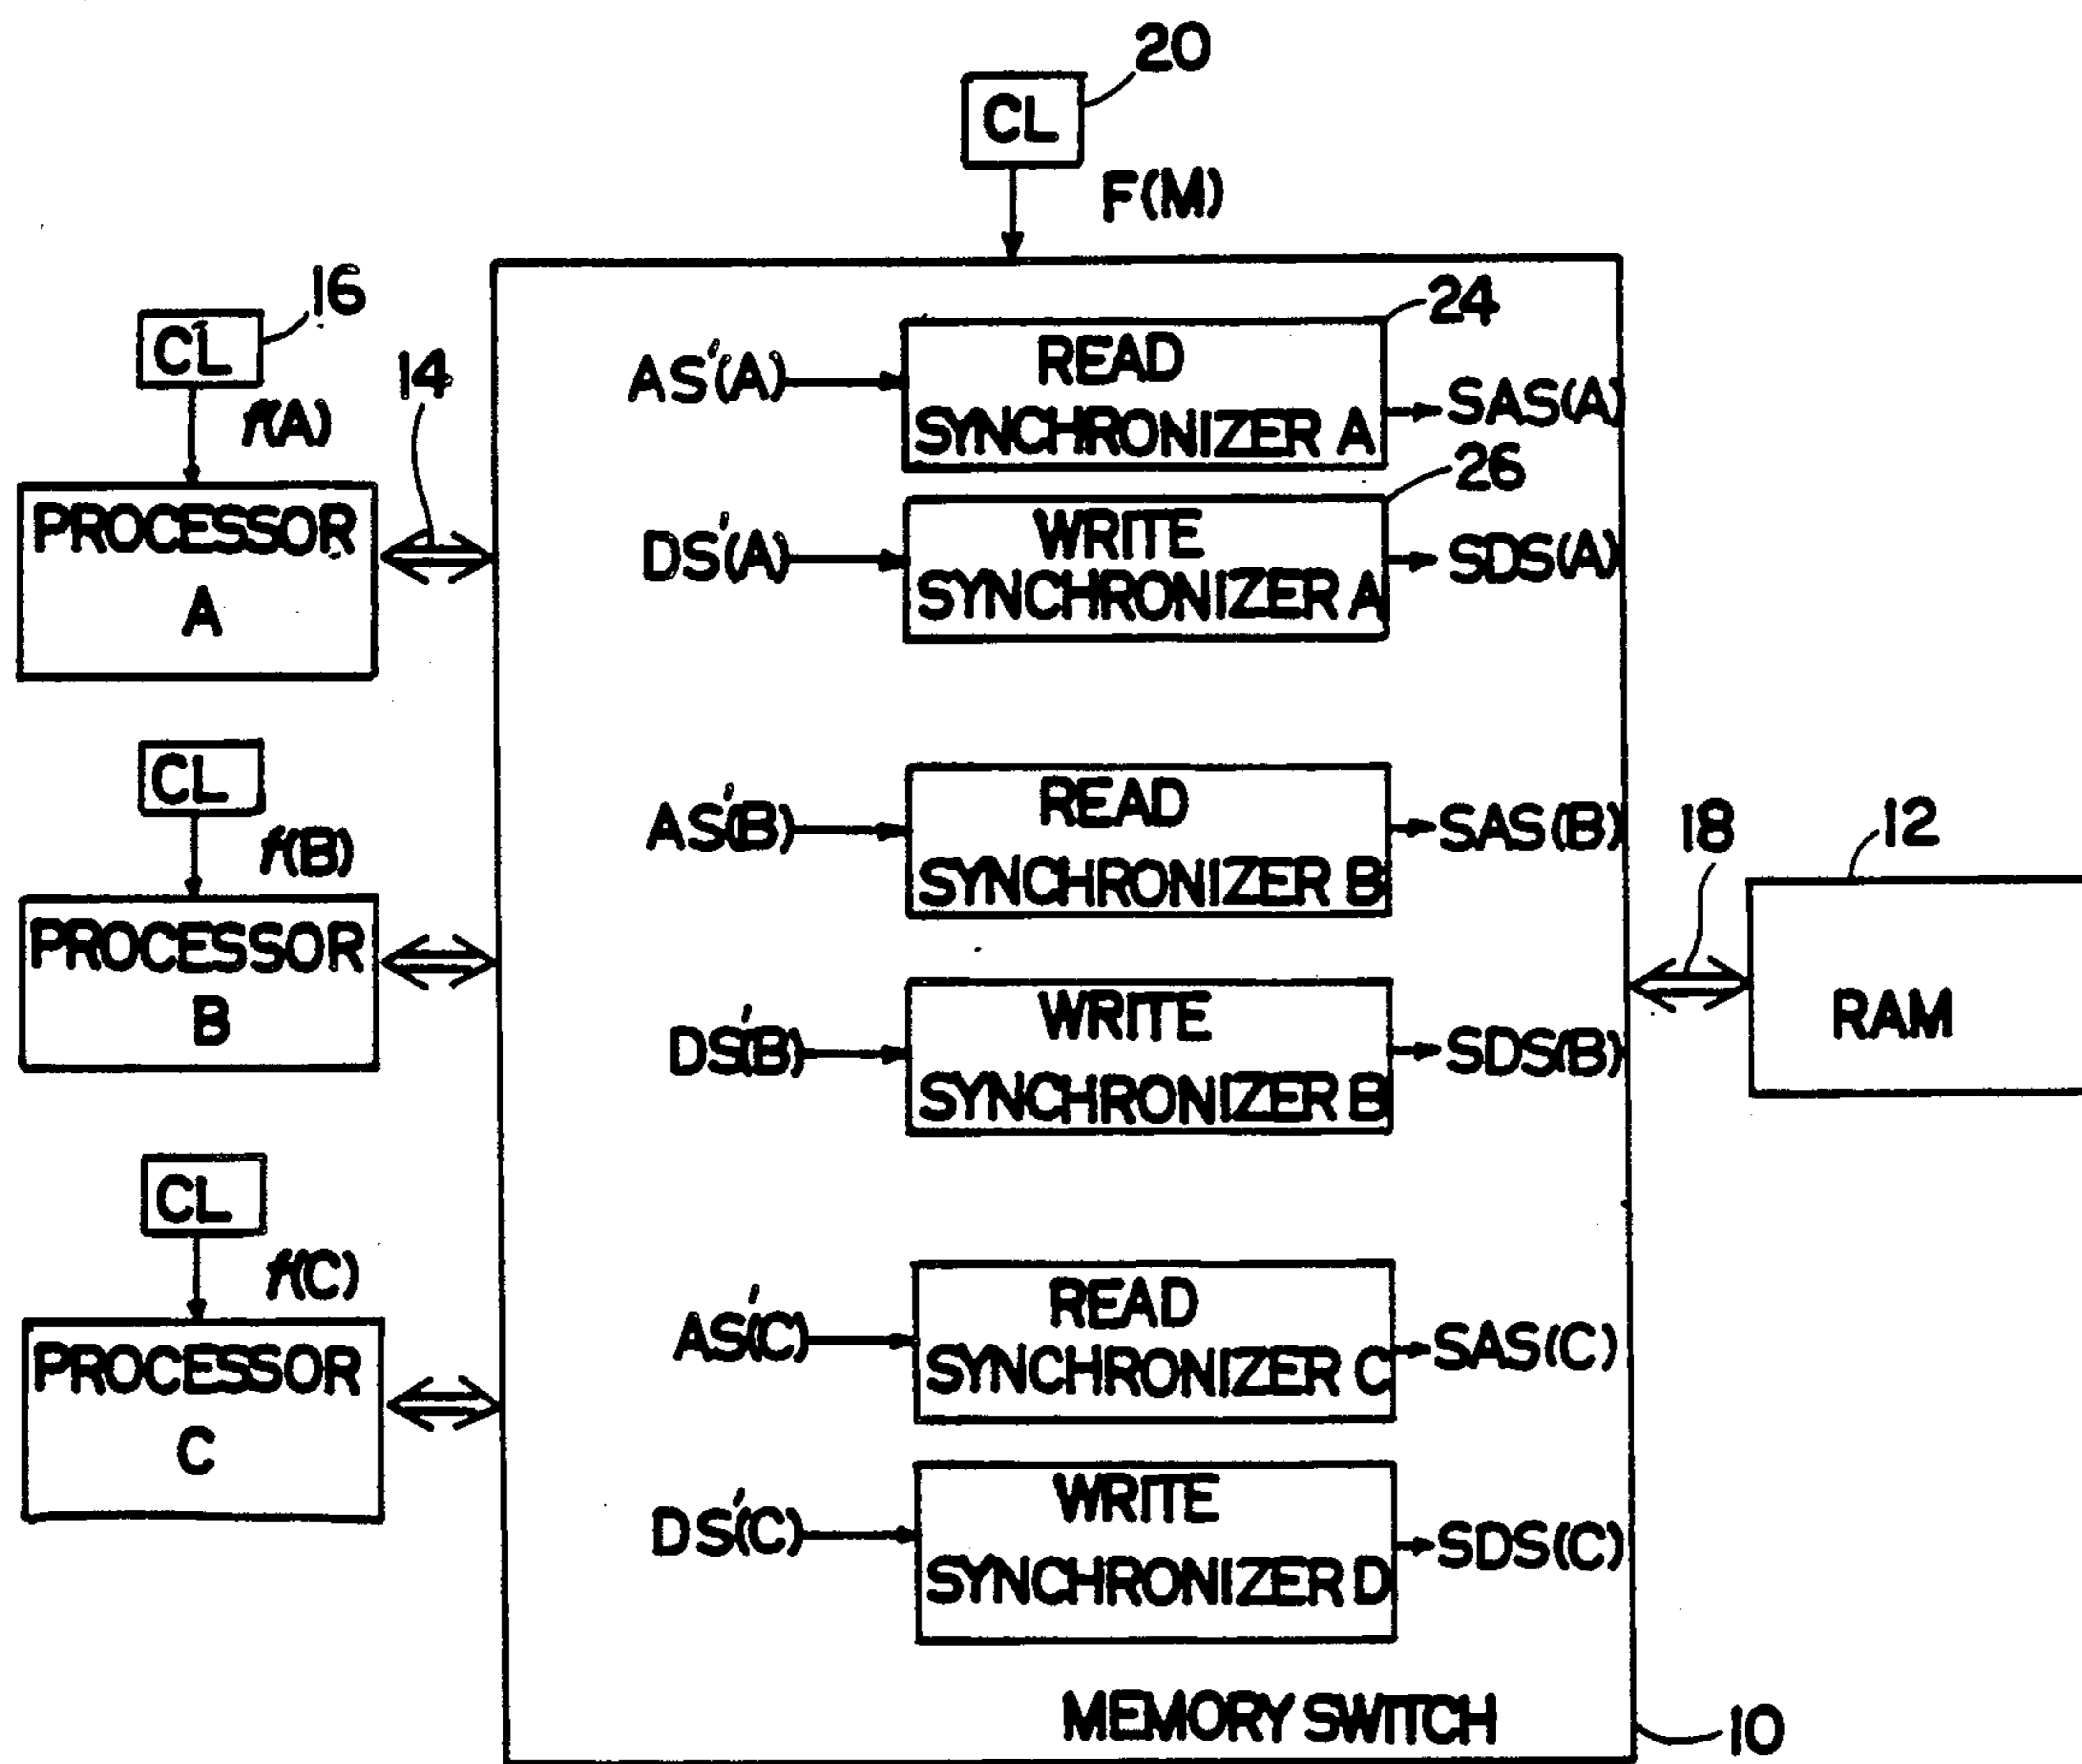 20
CL
F(M)
16
CL
f(A)
14
PROCESSOR
A
24
AS'(A)
READ
SYNCHRONIZER A
SAS(A)
26
DS'(A)
WRITE
SYNCHRONIZER A
SDS(A)
CL
f(B)
PROCESSOR
B
AS'(B)
READ
SYNCHRONIZER B
SAS(B)
DS'(B)
WRITE
SYNCHRONIZER B
SDS(B)
18
12
RAM
CL
f(C)
PROCESSOR
C
AS'(C)
READ
SYNCHRONIZER C
SAS(C)
DS'(C)
WRITE
SYNCHRONIZER D
SDS(C)
MEMORY SWITCH
10